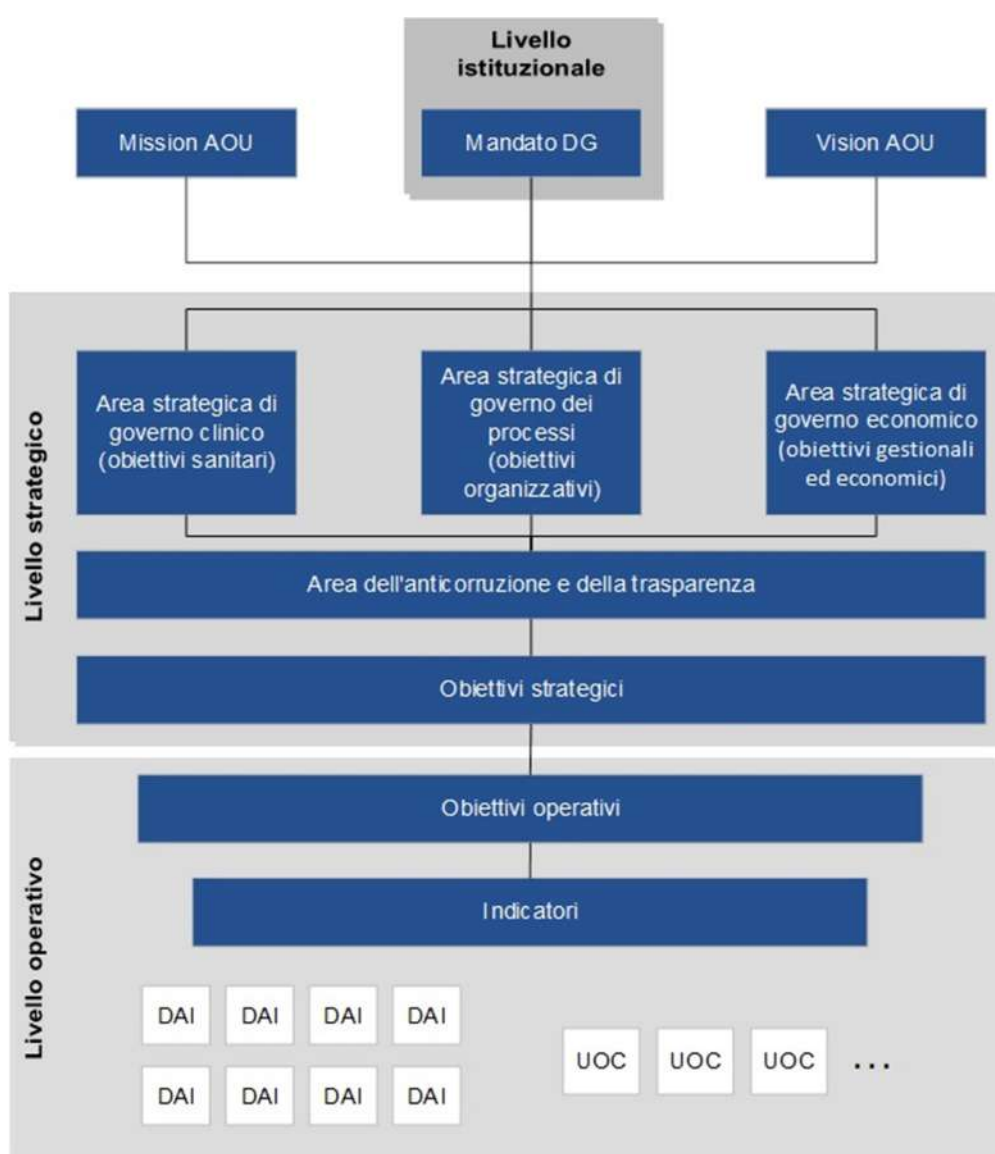 Livello
istituzionale
Mission AOU
Mandato DG
Vision AOU
Livello strategico
Area strategica di
governo clinico
(obiettivi sanitari)
Area strategica di
governo dei
processi
(obiettivi
organizzativi)
Area strategica di
governo economico
(obiettivi gestionali
ed economici)
Area dell'anticorruzione e della trasparenza
Obiettivi strategici
Livello operativo
Obiettivi operativi
Indicatori
DAI DAI DAI DAI
DAI DAI DAI DAI
UOC UOC UOC ...